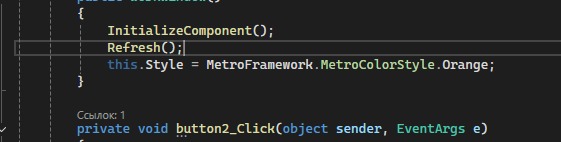 {
InitializeComponent();
Refresh();
this.Style = MetroFramework.MetroColorStyle.Orange;
}
Ссылок: 1
private void button2_Click(object sender, EventArgs e)
{